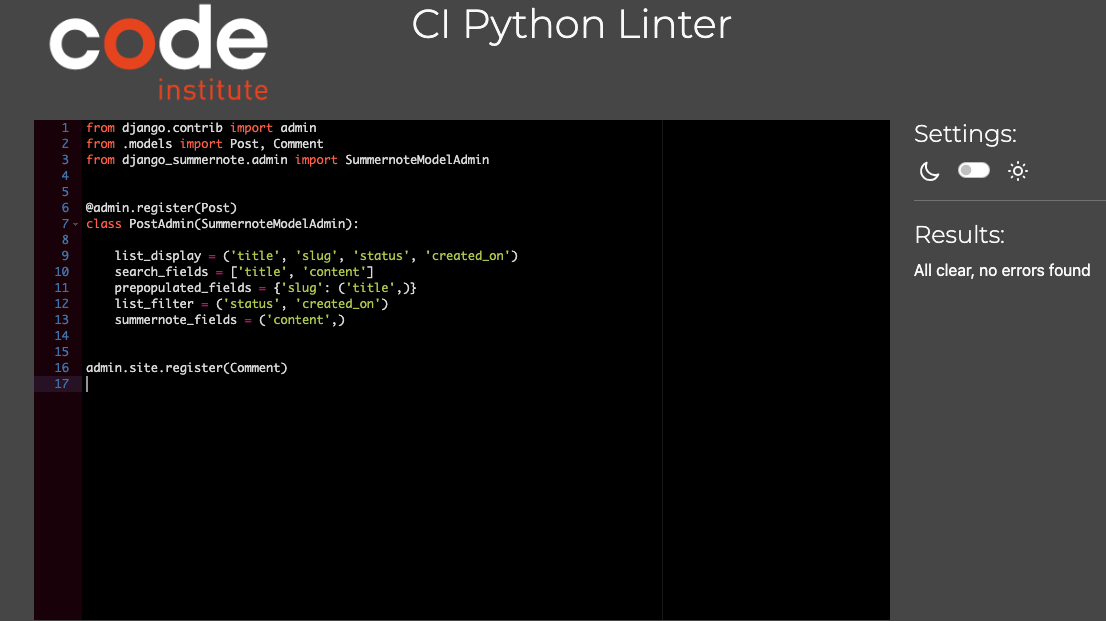 code
institute
CI Python Linter
1 from django.contrib import admin
2 from .models import Post, Comment
3 from django_summernote.admin import SummernoteModelAdmin
4
5
6 @admin.register(Post)
7 class PostAdmin(SummernoteModelAdmin):
8
9     list_display = ('title', 'slug', 'status', 'created_on')
10     search_fields = ['title', 'content']
11     prepopulated_fields = {'slug': ('title',)}
12     list_filter = ('status', 'created_on')
13     summernote_fields = ('content',)
14
15
16 admin.site.register(Comment)
17
Settings:
Results:
All clear, no errors found